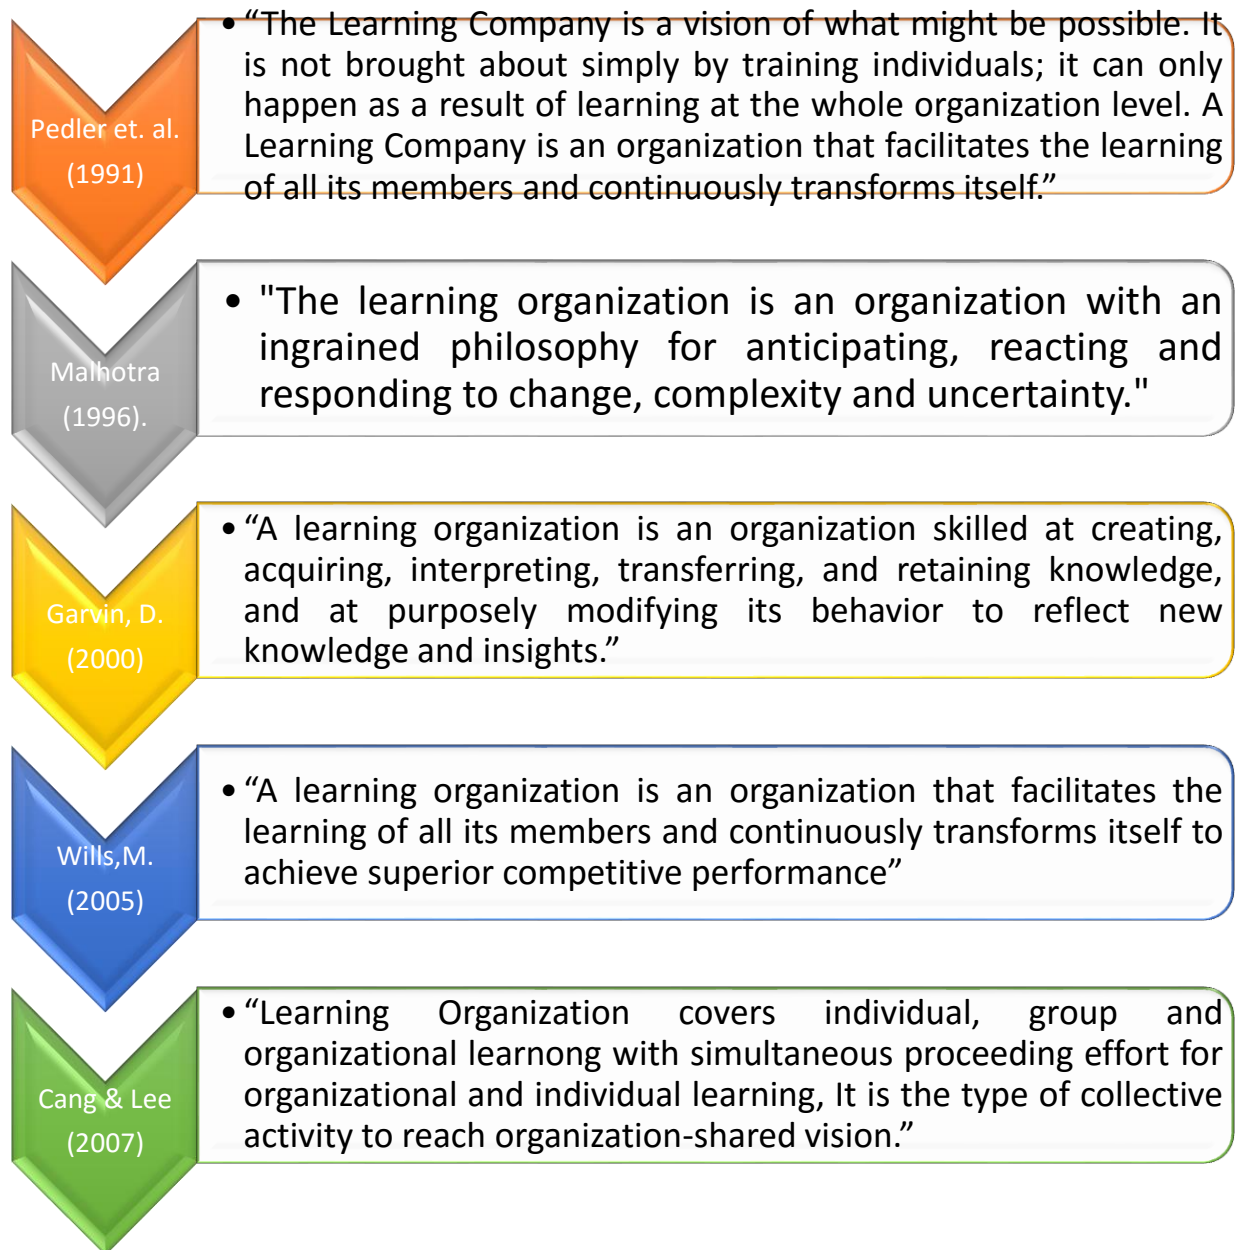 Pedler et. al.
(1991)
• “The Learning Company is a vision of what might be possible. It
is not brought about simply by training individuals; it can only
happen as a result of learning at the whole organization level. A
Learning Company is an organization that facilitates the learning
of all its members and continuously transforms itself.”
Malhotra
(1996).
• "The learning organization is an organization with an
ingrained philosophy for anticipating, reacting and
responding to change, complexity and uncertainty."
Garvin, D.
(2000)
• “A learning organization is an organization skilled at creating,
acquiring, interpreting, transferring, and retaining knowledge,
and at purposely modifying its behavior to reflect new
knowledge and insights.”
Wills,M.
(2005)
• “A learning organization is an organization that facilitates the
learning of all its members and continuously transforms itself to
achieve superior competitive performance”
Cang & Lee
(2007)
• “Learning Organization covers individual, group and
organizational learnong with simultaneous proceeding effort for
organizational and individual learning, It is the type of collective
activity to reach organization-shared vision.”